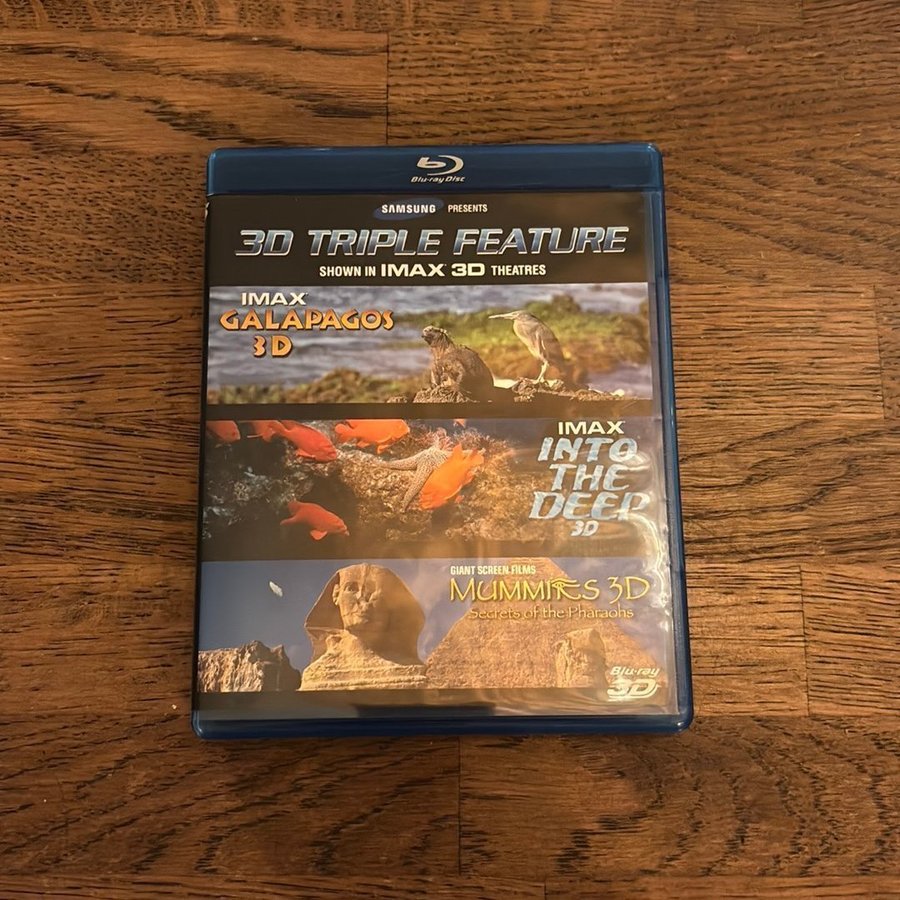 Blu-ray Disc
SAMSUNG PRESENTS
3D TRIPLE FEATURE
SHOWN IN IMAX® 3D THEATRES
IMAX®
GALAPAGOS
3D
IMAX®
INTO
THE
DEEP
3D
GIANT SCREEN FILMS
MUMMIES 3D
Secrets of the Pharaohs
Blu-ray
3D